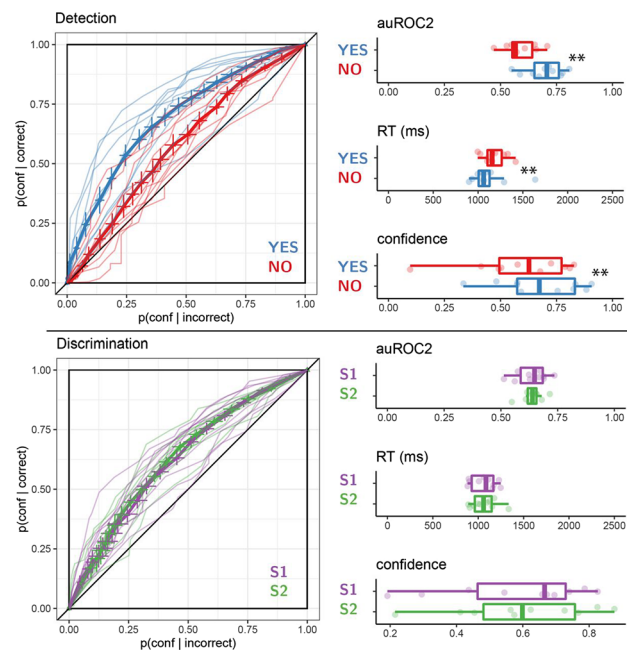 Detection
1.00
0.75
0.50
0.25
0.00
p(conf | correct)
YES
NO
0.00 0.25 0.50 0.75 1.00
p(conf | incorrect)
auROC2
YES
NO
**
0.00 0.25 0.50 0.75 1.00
RT (ms)
YES
NO
**
0 500 1000 1500 2000 2500
confidence
YES
NO
**
0.00 0.25 0.50 0.75 1.00
Discrimination
1.00
0.75
0.50
0.25
0.00
p(conf | correct)
S1
S2
0.00 0.25 0.50 0.75 1.00
p(conf | incorrect)
auROC2
S1
S2
0.00 0.25 0.50 0.75 1.00
RT (ms)
S1
S2
0 500 1000 1500 2000 2500
confidence
S1
S2
0.2 0.4 0.6 0.8